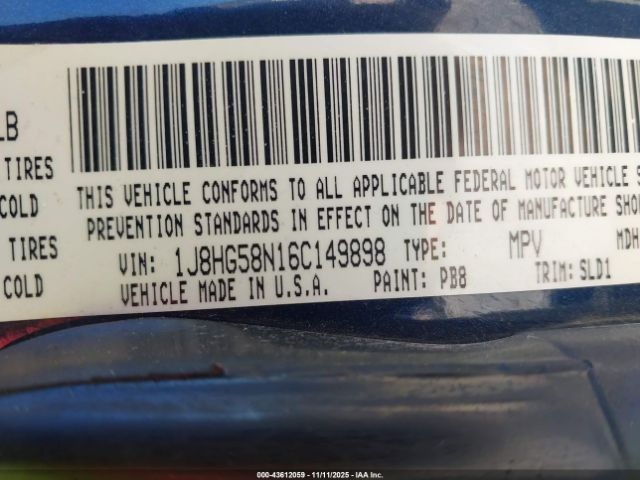 LB
TIRES
COLD
TIRES
COLD
THIS VEHICLE CONFORMS TO ALL APPLICABLE FEDERAL MOTOR VEHICLE S
PREVENTION STANDARDS IN EFFECT ON THE DATE OF MANUFACTURE SHO
VIN: 1J8HG58N16C149898 TYPE: MPV MDH
VEHICLE MADE IN U.S.A. PAINT: PB8 TRIM: SLD1
000-43612059 - 11/11/2025 - IAA Inc.